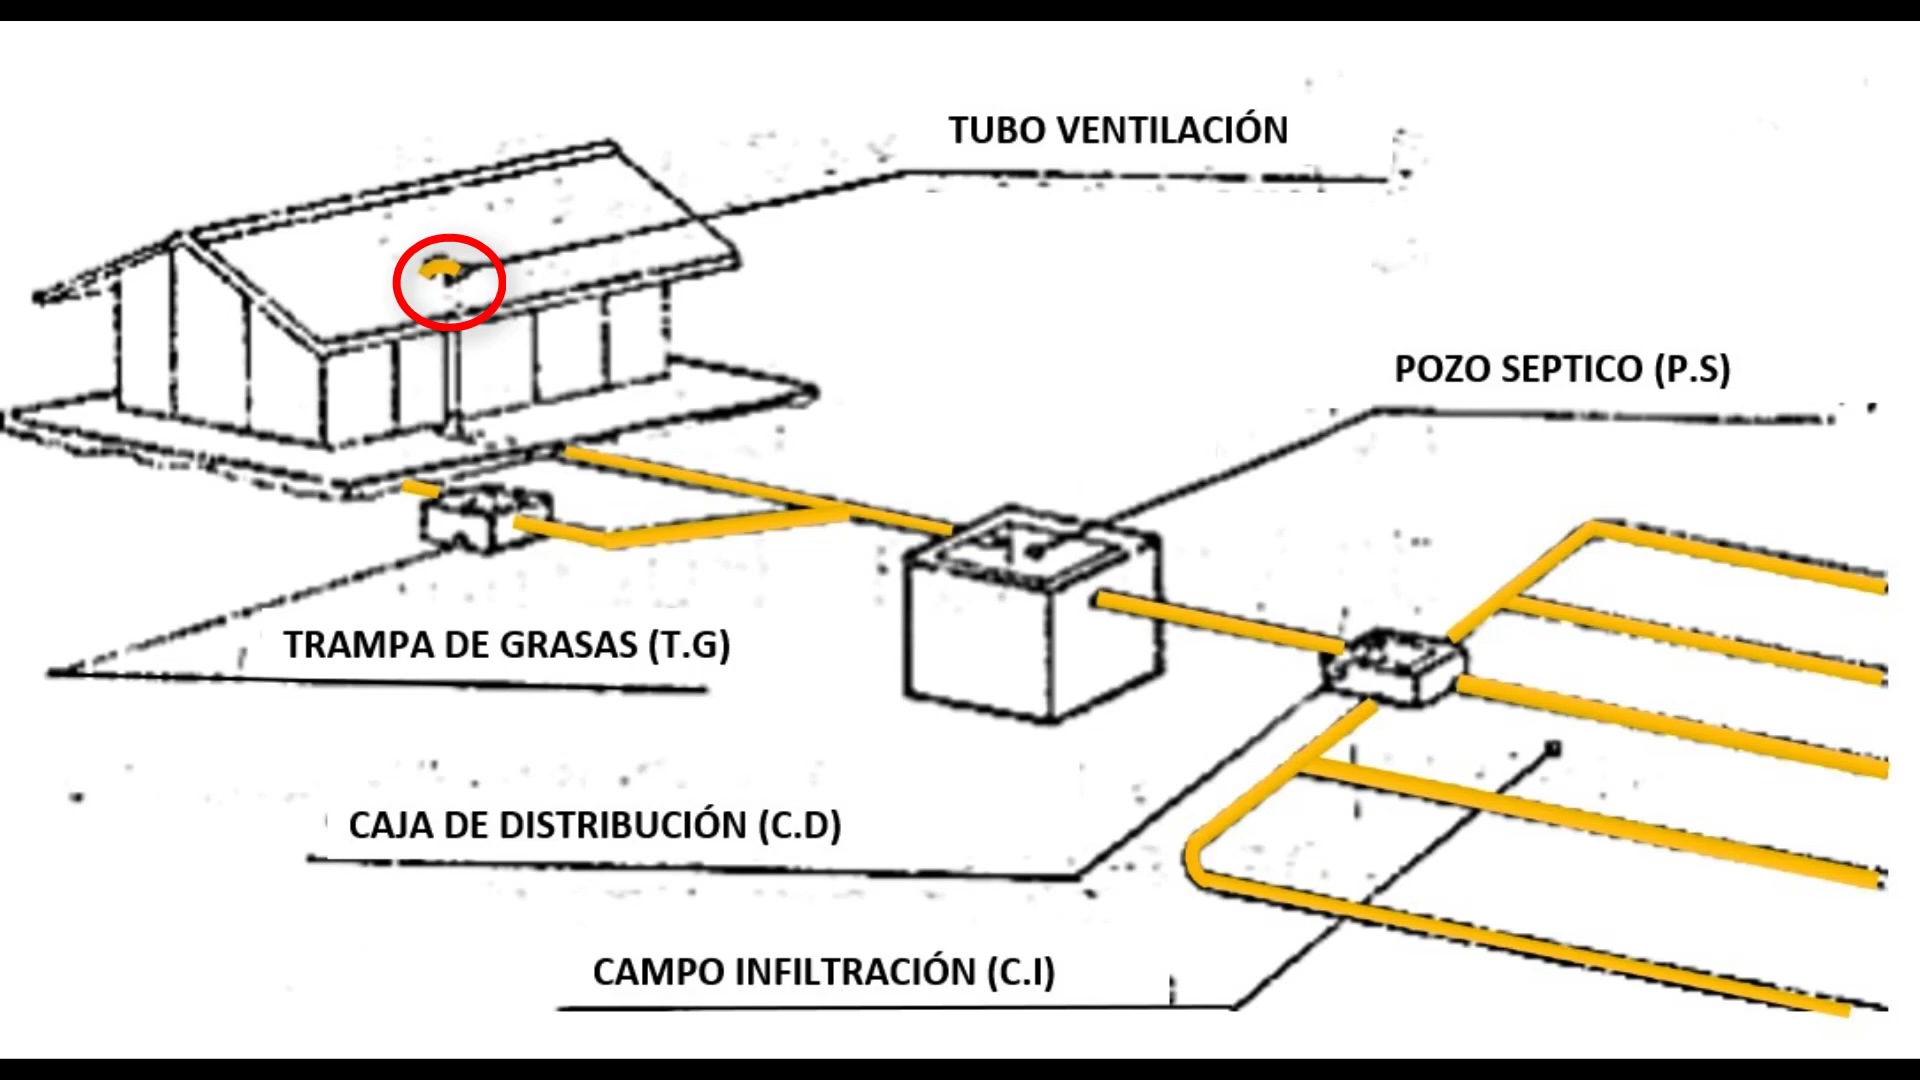 TUBO VENTILACIÓN
POZO SEPTICO (P.S)
TRAMPA DE GRASAS (T.G)
CAJA DE DISTRIBUCIÓN (C.D)
CAMPO INFILTRACIÓN (C.I)